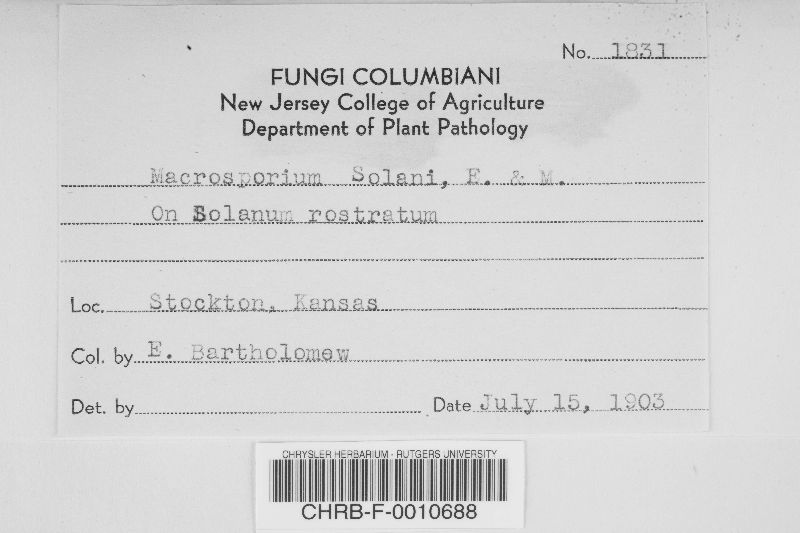 No. 1831
FUNGI COLUMBIANI
New Jersey College of Agriculture
Department of Plant Pathology
Macrosporium Solani, E. & M.
On Solanum rostratum
Loc. Stockton, Kansas
Col. by E. Bartholomew
Det. by Date July 15, 1903
CHRYSLER HERBARIUM - RUTGERS UNIVERSITY
CHRB-F-0010688